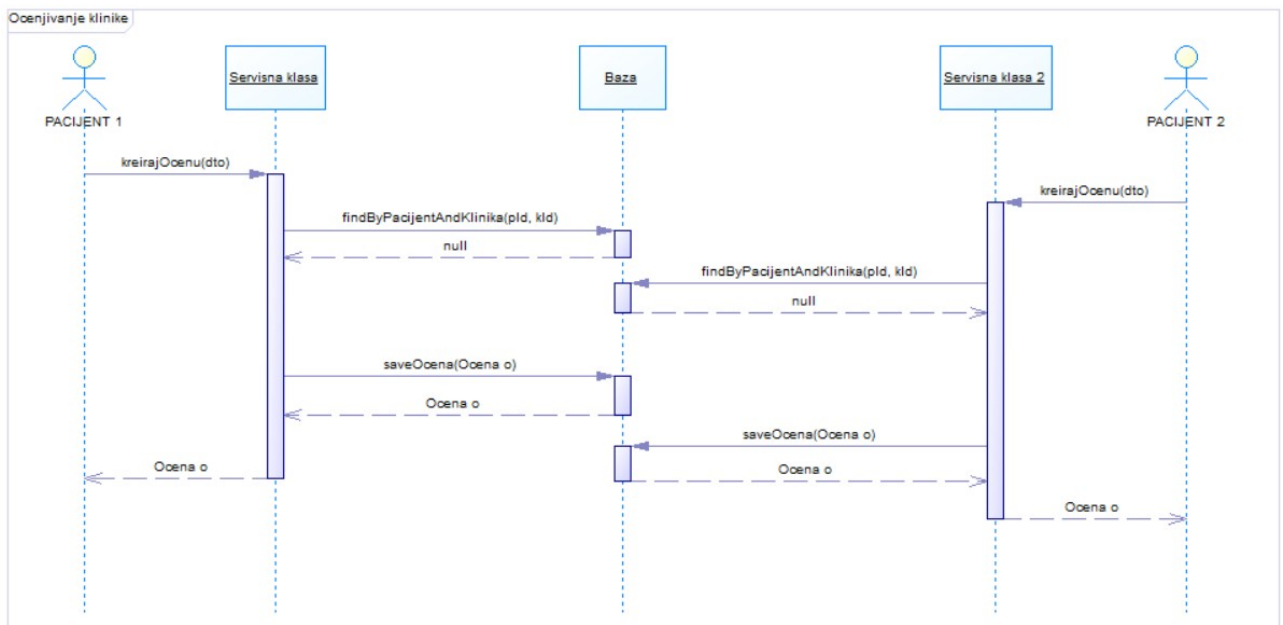 Ocenjivanje klinike
Servisna klasa
Baza
Servisna klasa 2
PACIJENT 1
PACIJENT 2
kreirajOcenu(dto)
kreirajOcenu(dto)
findByPacijentAndKlinika(pId, kId)
null
findByPacijentAndKlinika(pId, kId)
null
saveOcena(Ocena o)
Ocena o
saveOcena(Ocena o)
Ocena o
Ocena o
Ocena o